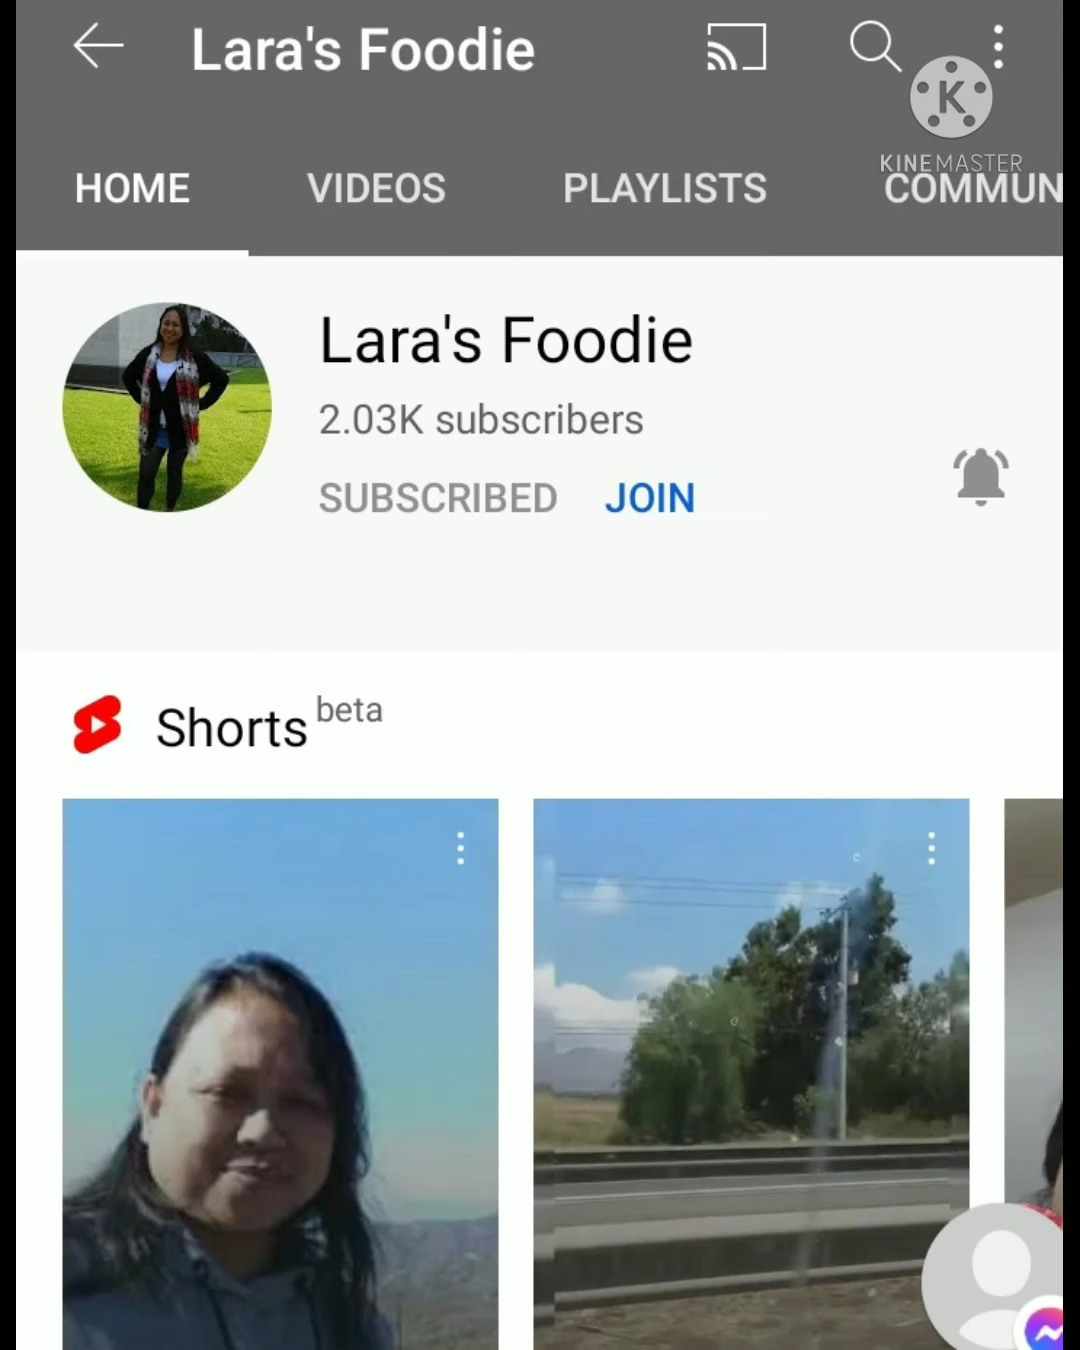 Lara's Foodie
K
KINEMASTER
HOME VIDEOS PLAYLISTS COMMUN
Lara's Foodie
2.03K subscribers
SUBSCRIBED JOIN
Shorts beta